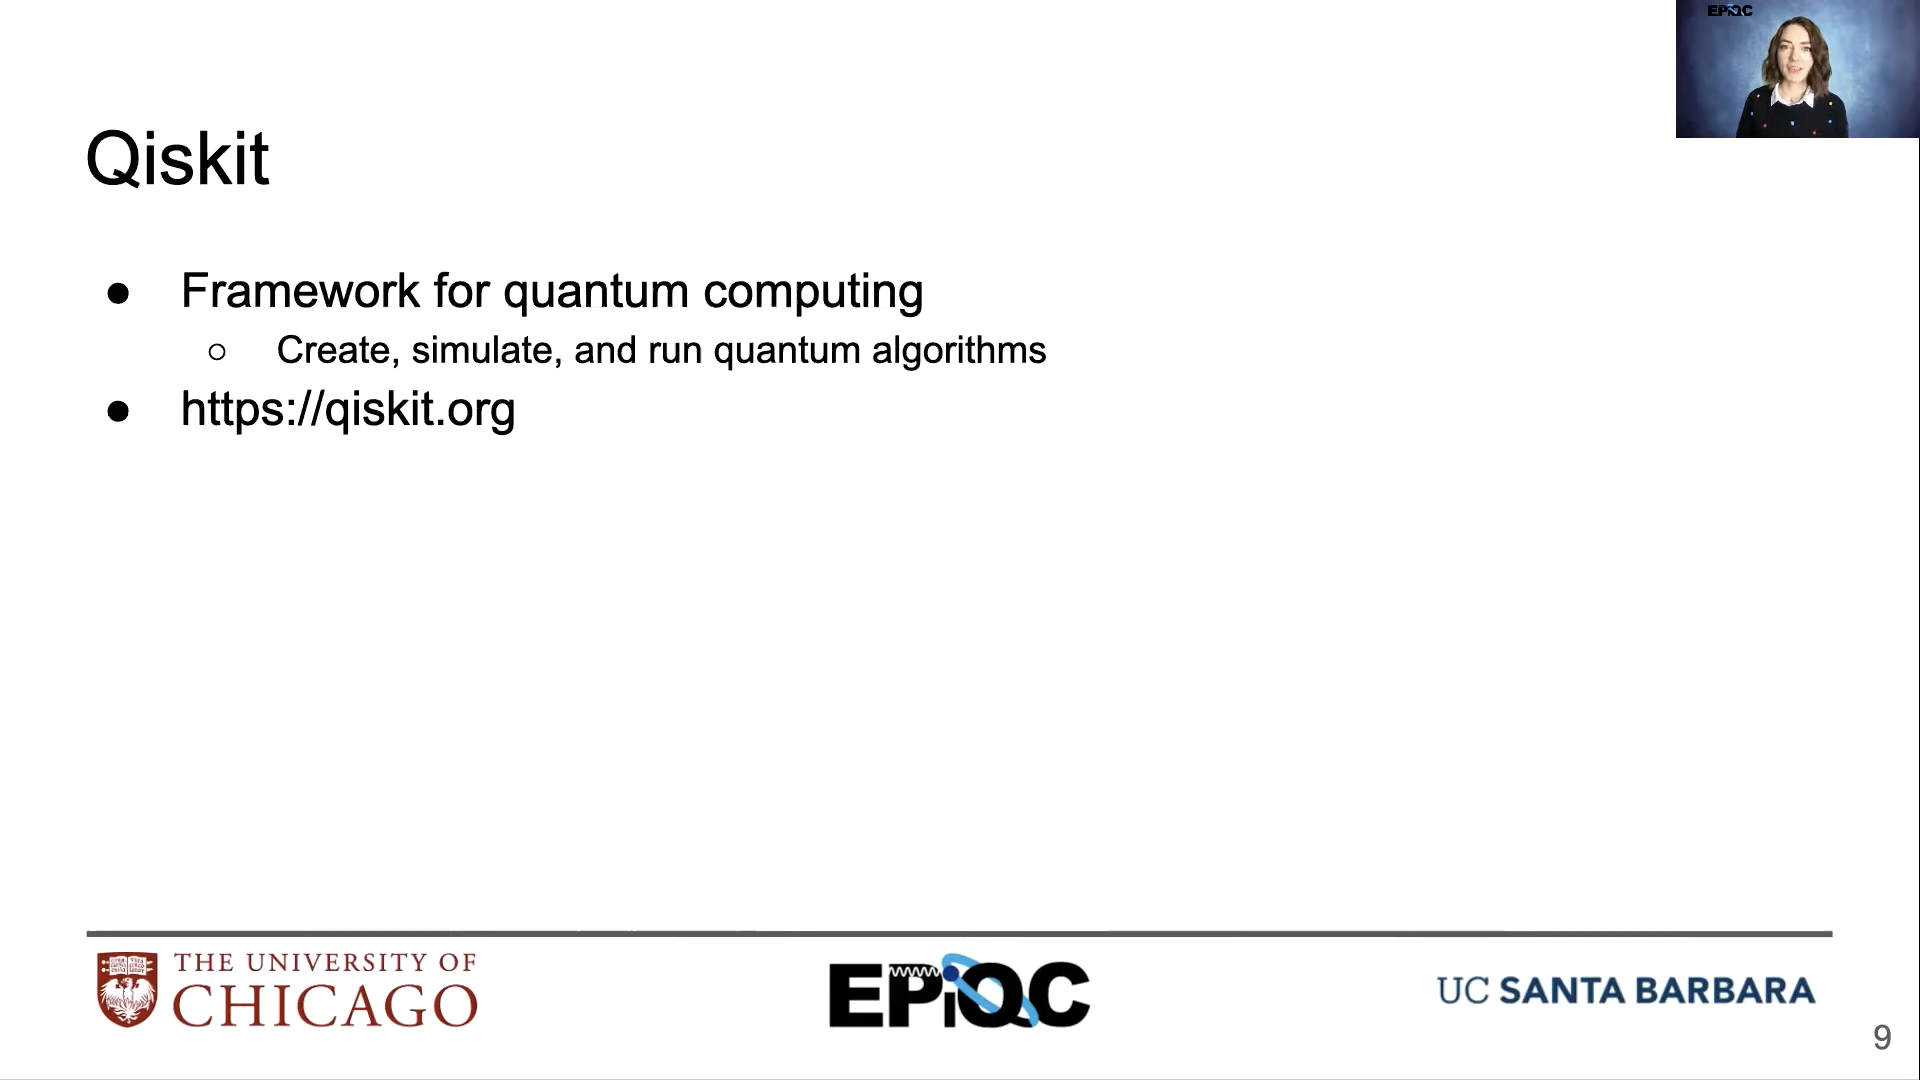 EPiQC
Qiskit
● Framework for quantum computing
○ Create, simulate, and run quantum algorithms
● https://qiskit.org
THE UNIVERSITY OF
CHICAGO
EPiQC
UC SANTA BARBARA
9